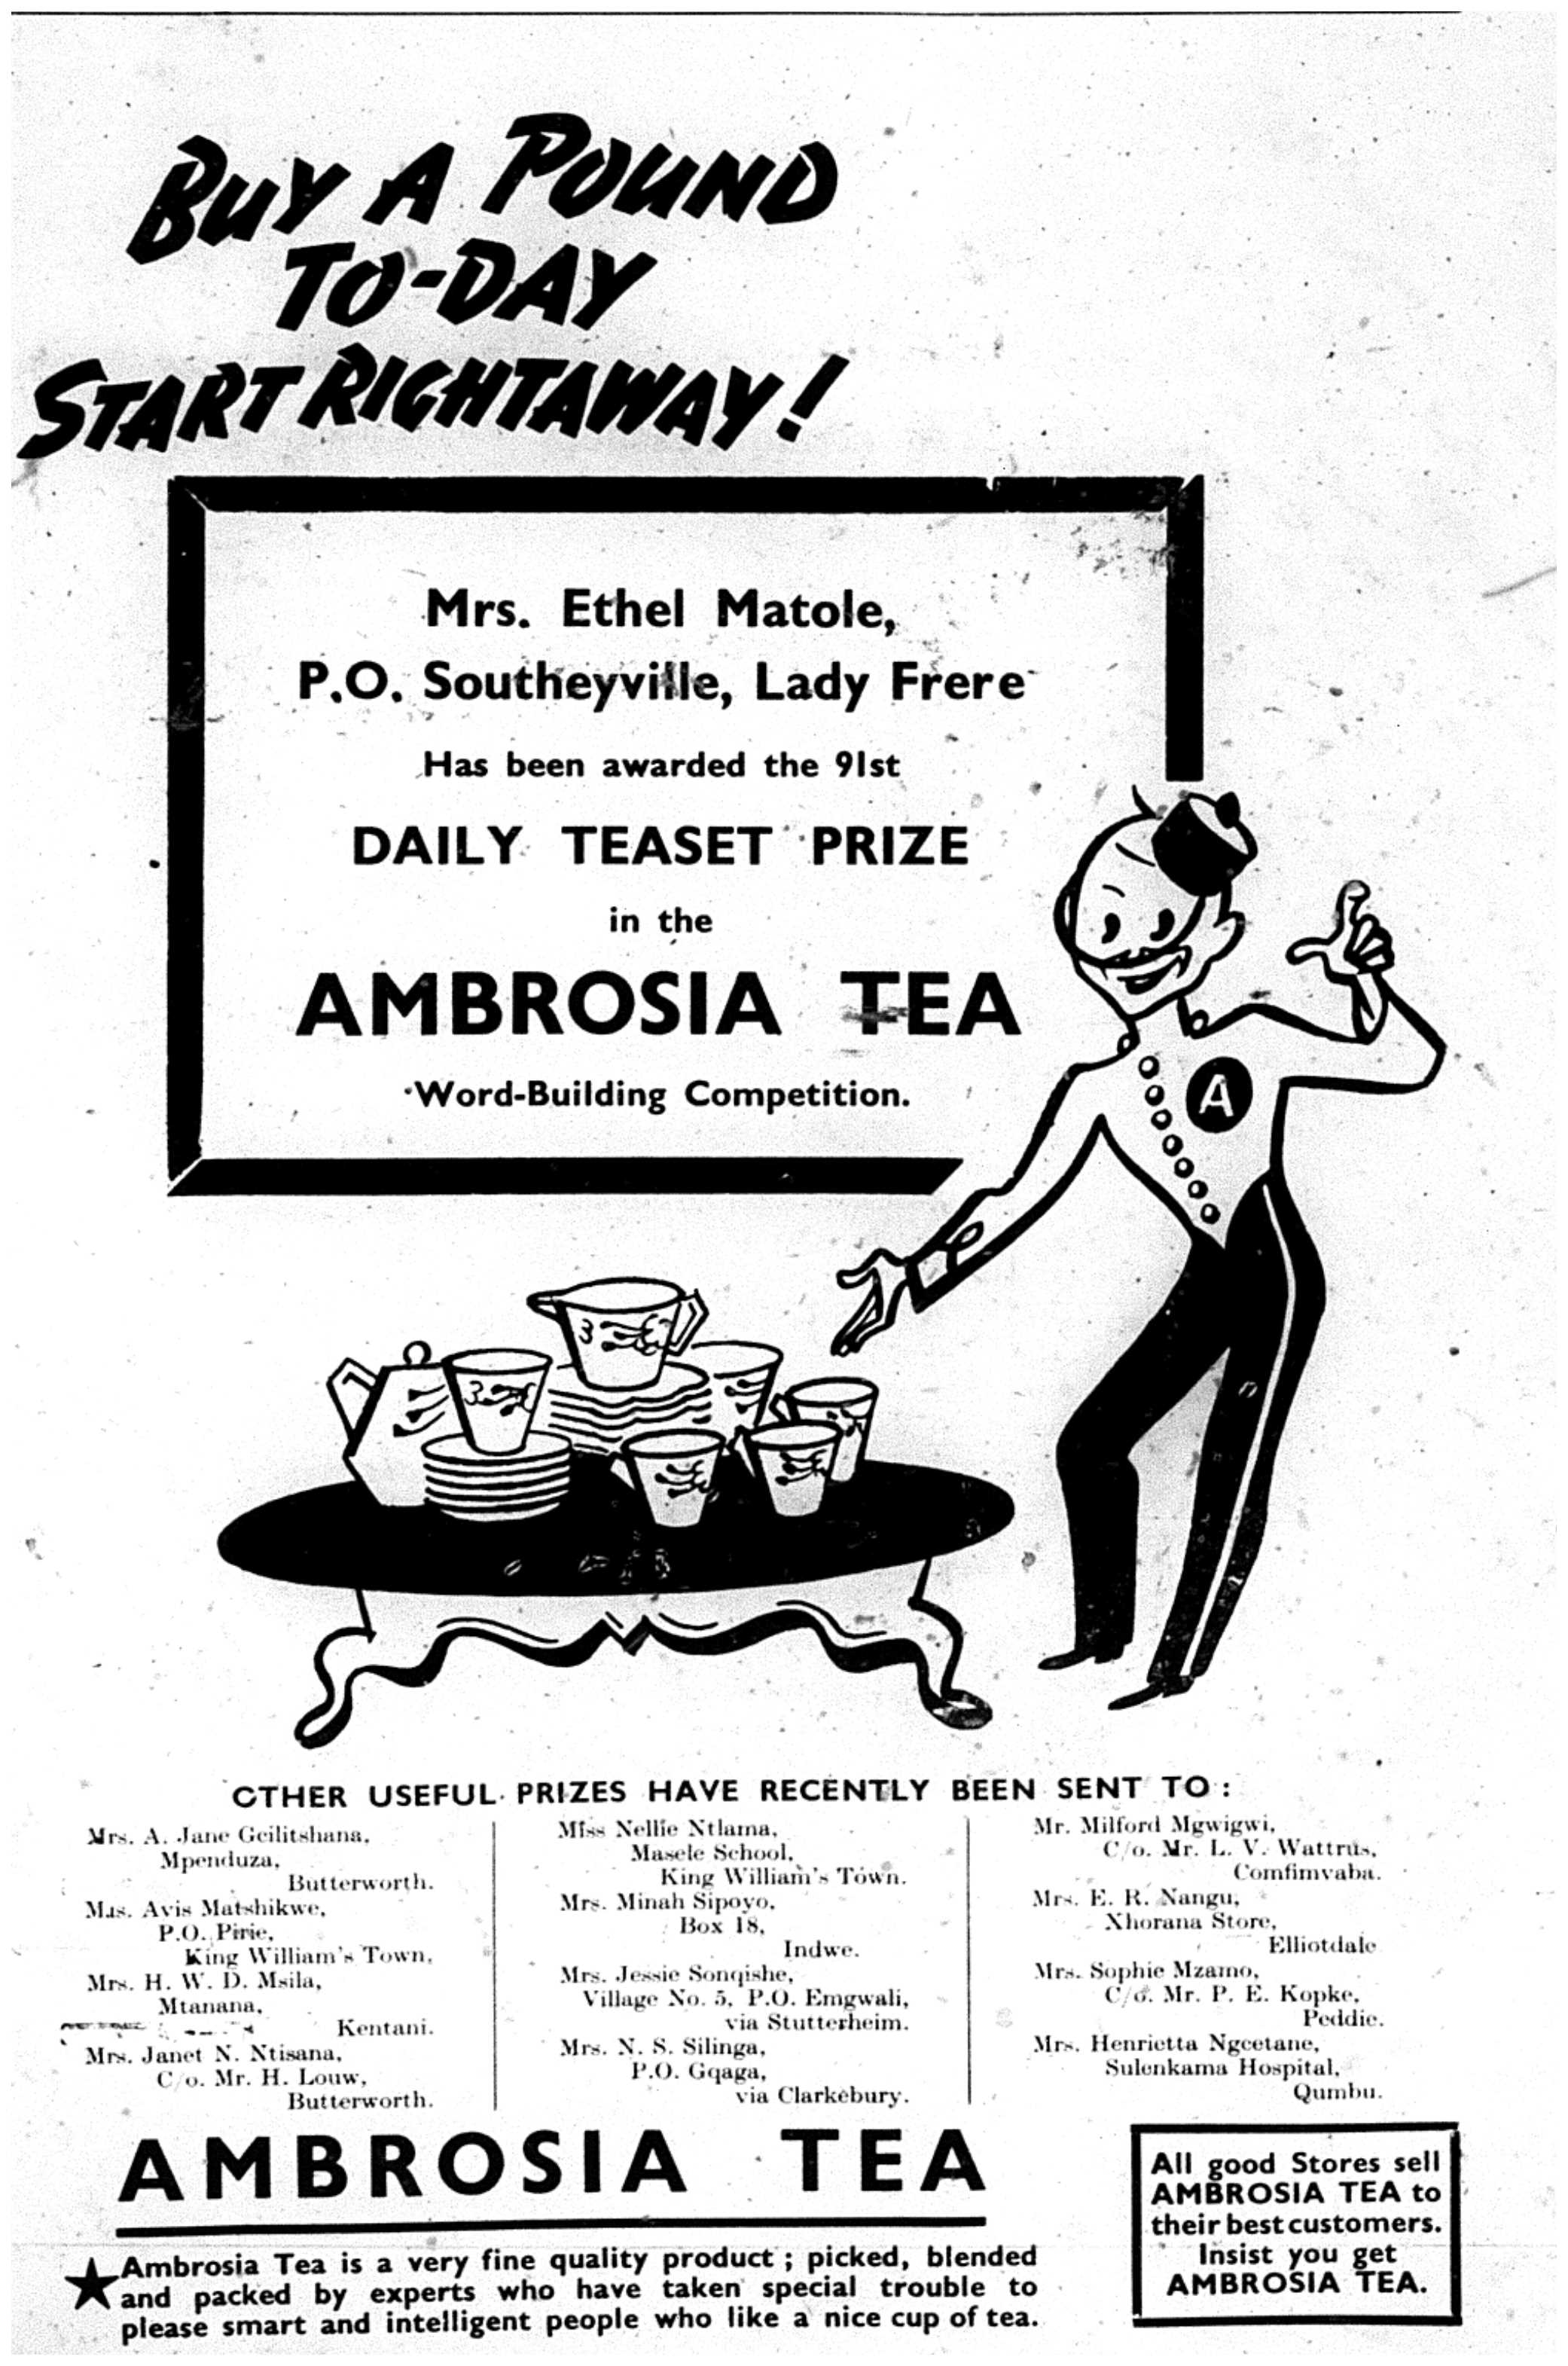 BUY A POUND
TO-DAY
START RIGHTAWAY!
Mrs. Ethel Matole,
P.O. Southeyville, Lady Frere
Has been awarded the 91st
DAILY TEASET PRIZE
in the
AMBROSIA TEA
Word-Building Competition.
A
OTHER USEFUL PRIZES HAVE RECENTLY BEEN SENT TO:
Mrs. A. Jane Gcilitshana,
Mpenduza,
Butterworth.
Mrs. Avis Matshikwe,
P.O. Pirie,
King William's Town,
Mrs. H. W. D. Msila,
Mtanana,
Kentani.
Mrs. Janet N. Ntisana,
C/o. Mr. H. Louw,
Butterworth.
Miss Nellie Ntlama,
Masele School,
King William's Town.
Mrs. Minah Sipoyo,
Box 18,
Indwe.
Mrs. Jessie Sonqishe,
Village No. 5, P.O. Emgwali,
via Stutterheim.
Mrs. N. S. Silinga,
P.O. Gqaga,
via Clarkebury.
Mr. Milford Mgwigwi,
C/o. Mr. L. V. Wattrus,
Comfimvaba.
Mrs. E. R. Nangu,
Xhorana Store,
Elliotdale
Mrs. Sophie Mzamo,
C/o. Mr. P. E. Kopke,
Peddie.
Mrs. Henrietta Ngcetane,
Sulenkama Hospital,
Qumbu.
AMBROSIA TEA
★ Ambrosia Tea is a very fine quality product; picked, blended
and packed by experts who have taken special trouble to
please smart and intelligent people who like a nice cup of tea.
All good Stores sell
AMBROSIA TEA to
their best customers.
Insist you get
AMBROSIA TEA.